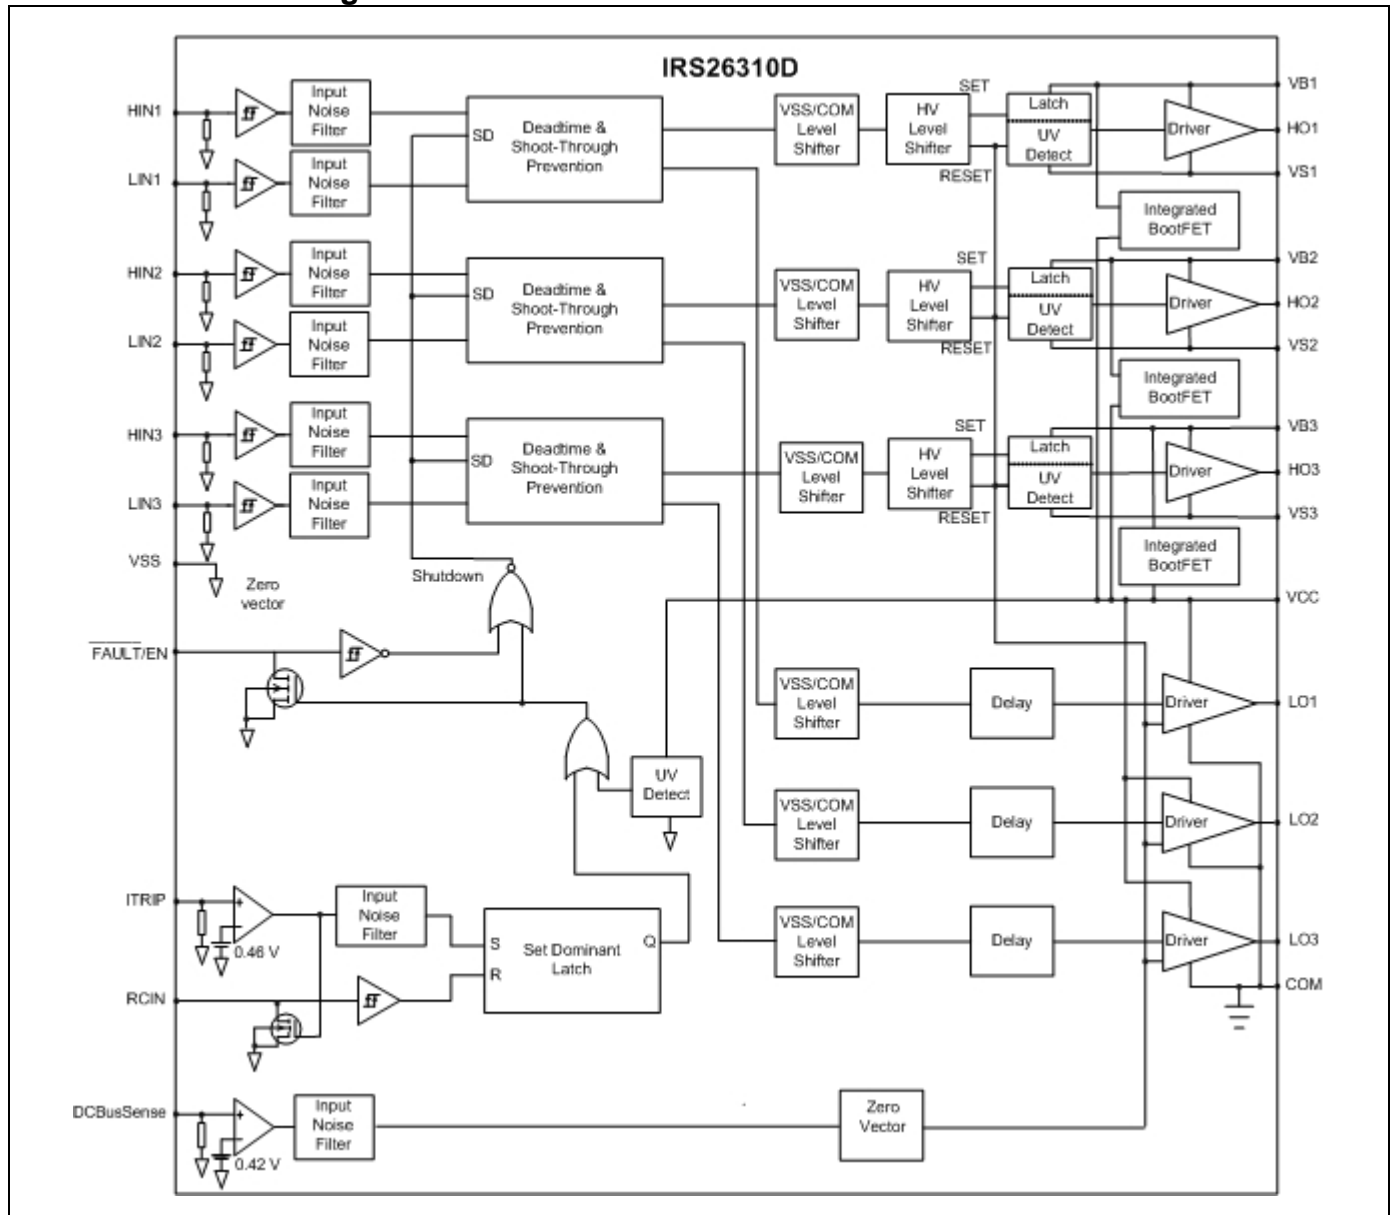 IRS26310D
HIN1
Input
Noise
Filter
LIN1
Input
Noise
Filter
SD
Deadtime &
Shoot-Through
Prevention
VSS/COM
Level
Shifter
HV
Level
Shifter
SET
RESET
Latch
UV
Detect
Driver
VB1
HO1
VS1
Integrated
BootFET
HIN2
Input
Noise
Filter
LIN2
Input
Noise
Filter
SD
Deadtime &
Shoot-Through
Prevention
VSS/COM
Level
Shifter
HV
Level
Shifter
SET
RESET
Latch
UV
Detect
Driver
VB2
HO2
VS2
Integrated
BootFET
HIN3
Input
Noise
Filter
LIN3
Input
Noise
Filter
SD
Deadtime &
Shoot-Through
Prevention
VSS/COM
Level
Shifter
HV
Level
Shifter
SET
RESET
Latch
UV
Detect
Driver
VB3
HO3
VS3
Integrated
BootFET
VSS
Zero
vector
Shutdown
VCC
FAULT/EN
VSS/COM
Level
Shifter
Delay
Driver
LO1
UV
Detect
VSS/COM
Level
Shifter
Delay
Driver
LO2
ITRIP
0.46 V
Input
Noise
Filter
S
R
Q
Set Dominant
Latch
VSS/COM
Level
Shifter
Delay
Driver
LO3
COM
RCIN
DCBusSense
0.42 V
Input
Noise
Filter
Zero
Vector